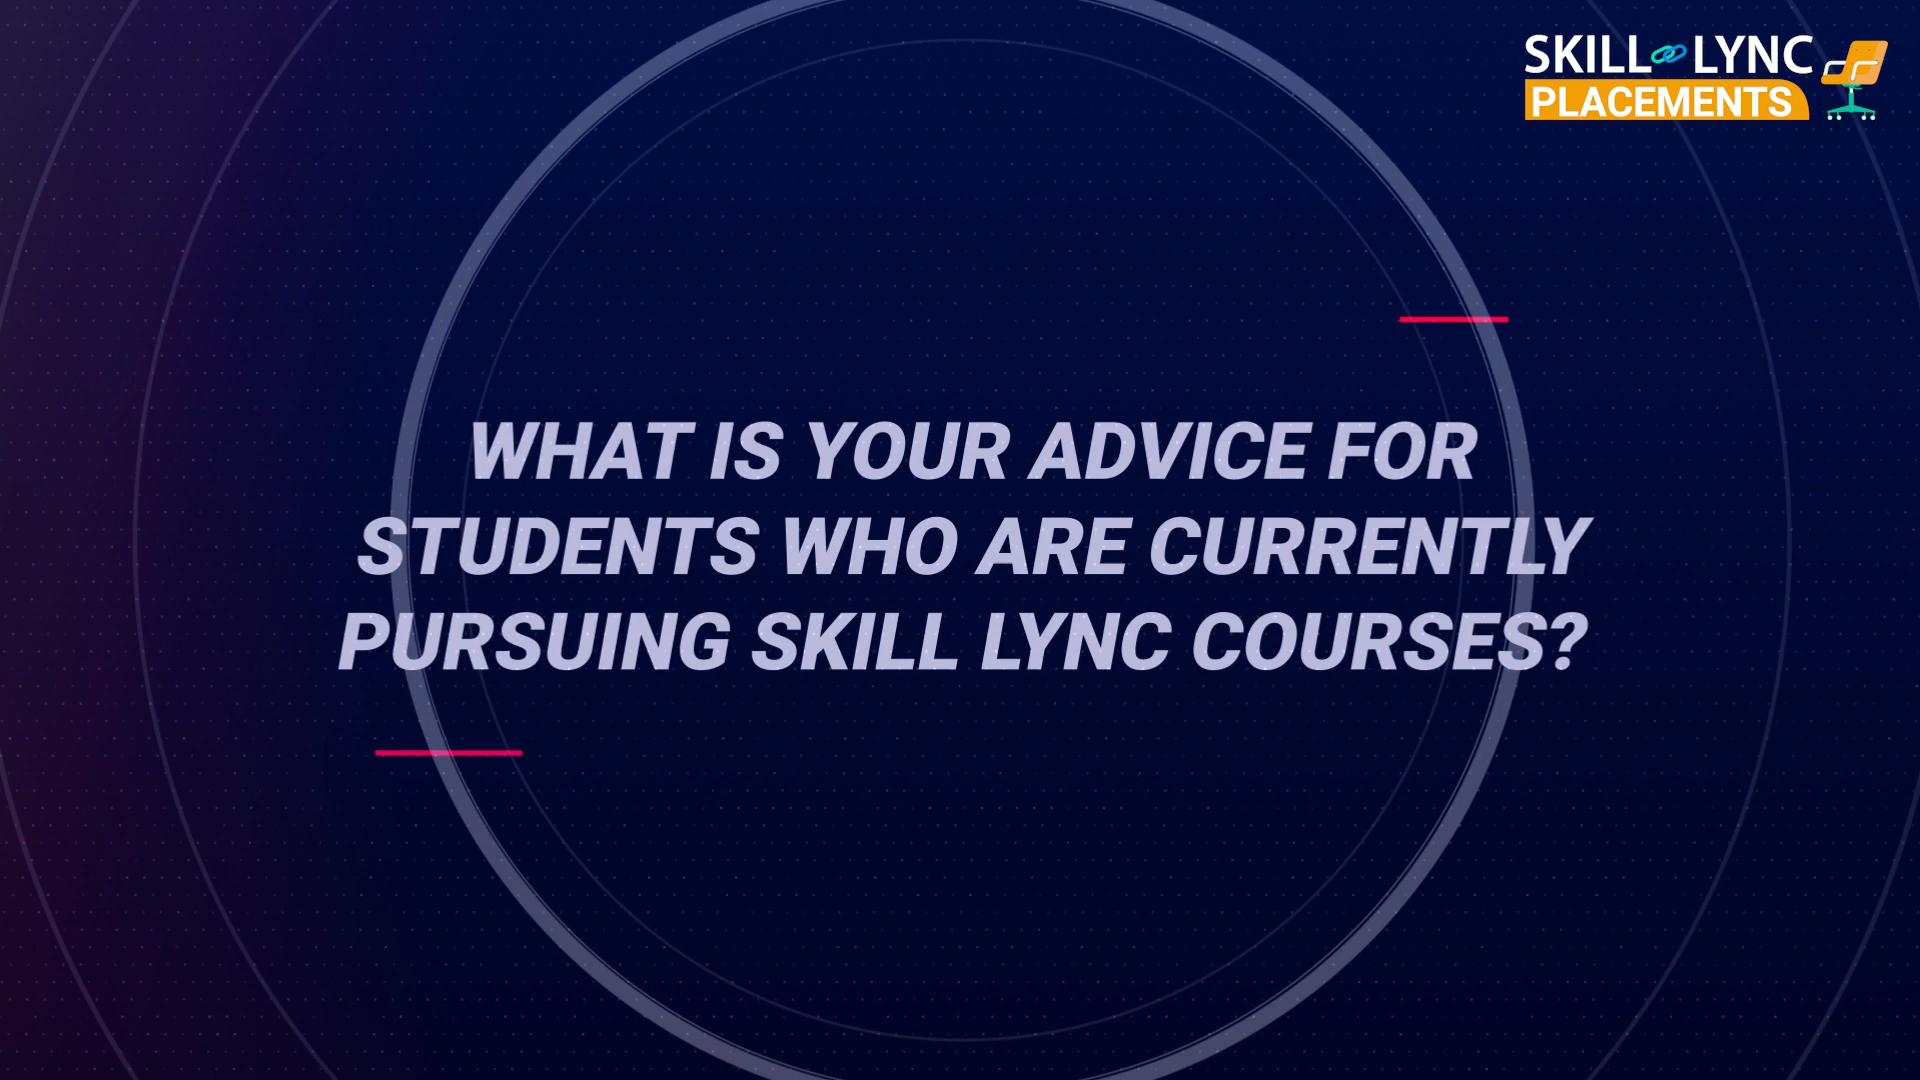 SKILL LYNC
PLACEMENTS
WHAT IS YOUR ADVICE FOR
STUDENTS WHO ARE CURRENTLY
PURSUING SKILL LYNC COURSES?